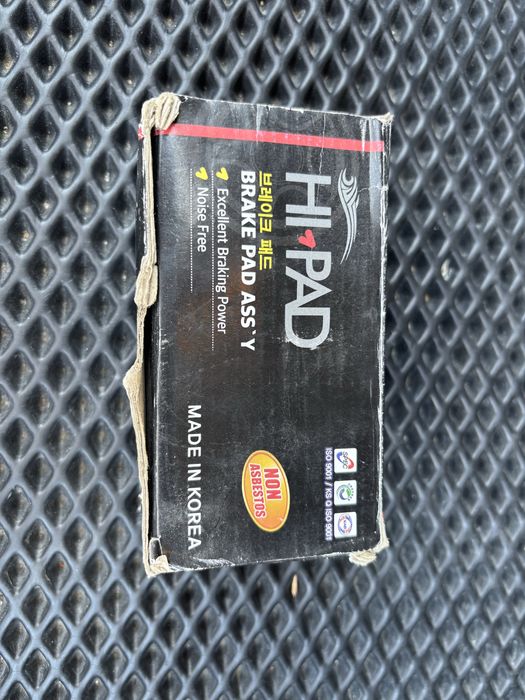 HI PAD
브레이크 패드
BRAKE PAD ASS`Y
Excellent Braking Power
Noise Free
ISO 9001 / KS Q ISO 9001
NON
ASBESTOS
MADE IN KOREA